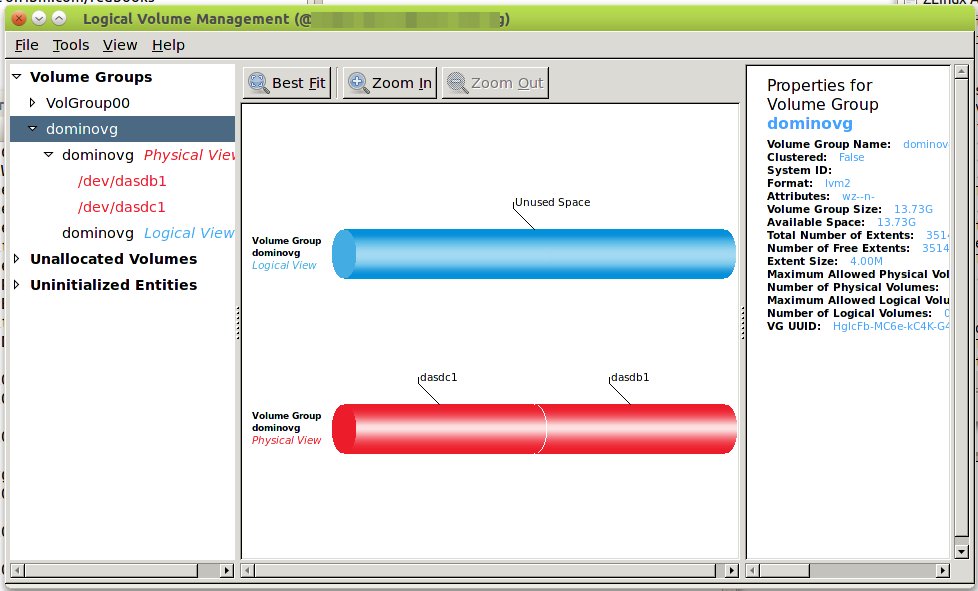 Logical Volume Management (@
File Tools View Help
Volume Groups
VolGroup00
dominovg
dominovg Physical View
/dev/dasdb1
/dev/dasdc1
dominovg Logical View
Unallocated Volumes
Uninitialized Entities
Best Fit Zoom In Zoom Out
Unused Space
Volume Group
dominovg
Logical View
dasdc1 dasdb1
Volume Group
dominovg
Physical View
Properties for
Volume Group
dominovg
Volume Group Name: dominov
Clustered: False
System ID:
Format: lvm2
Attributes: wz--n-
Volume Group Size: 13.73G
Available Space: 13.73G
Total Number of Extents: 3514
Number of Free Extents: 3514
Extent Size: 4.00M
Maximum Allowed Physical Vol
Number of Physical Volumes:
Maximum Allowed Logical Volu
Number of Logical Volumes: 0
VG UUID: HglcFb-MC6e-kC4K-G4